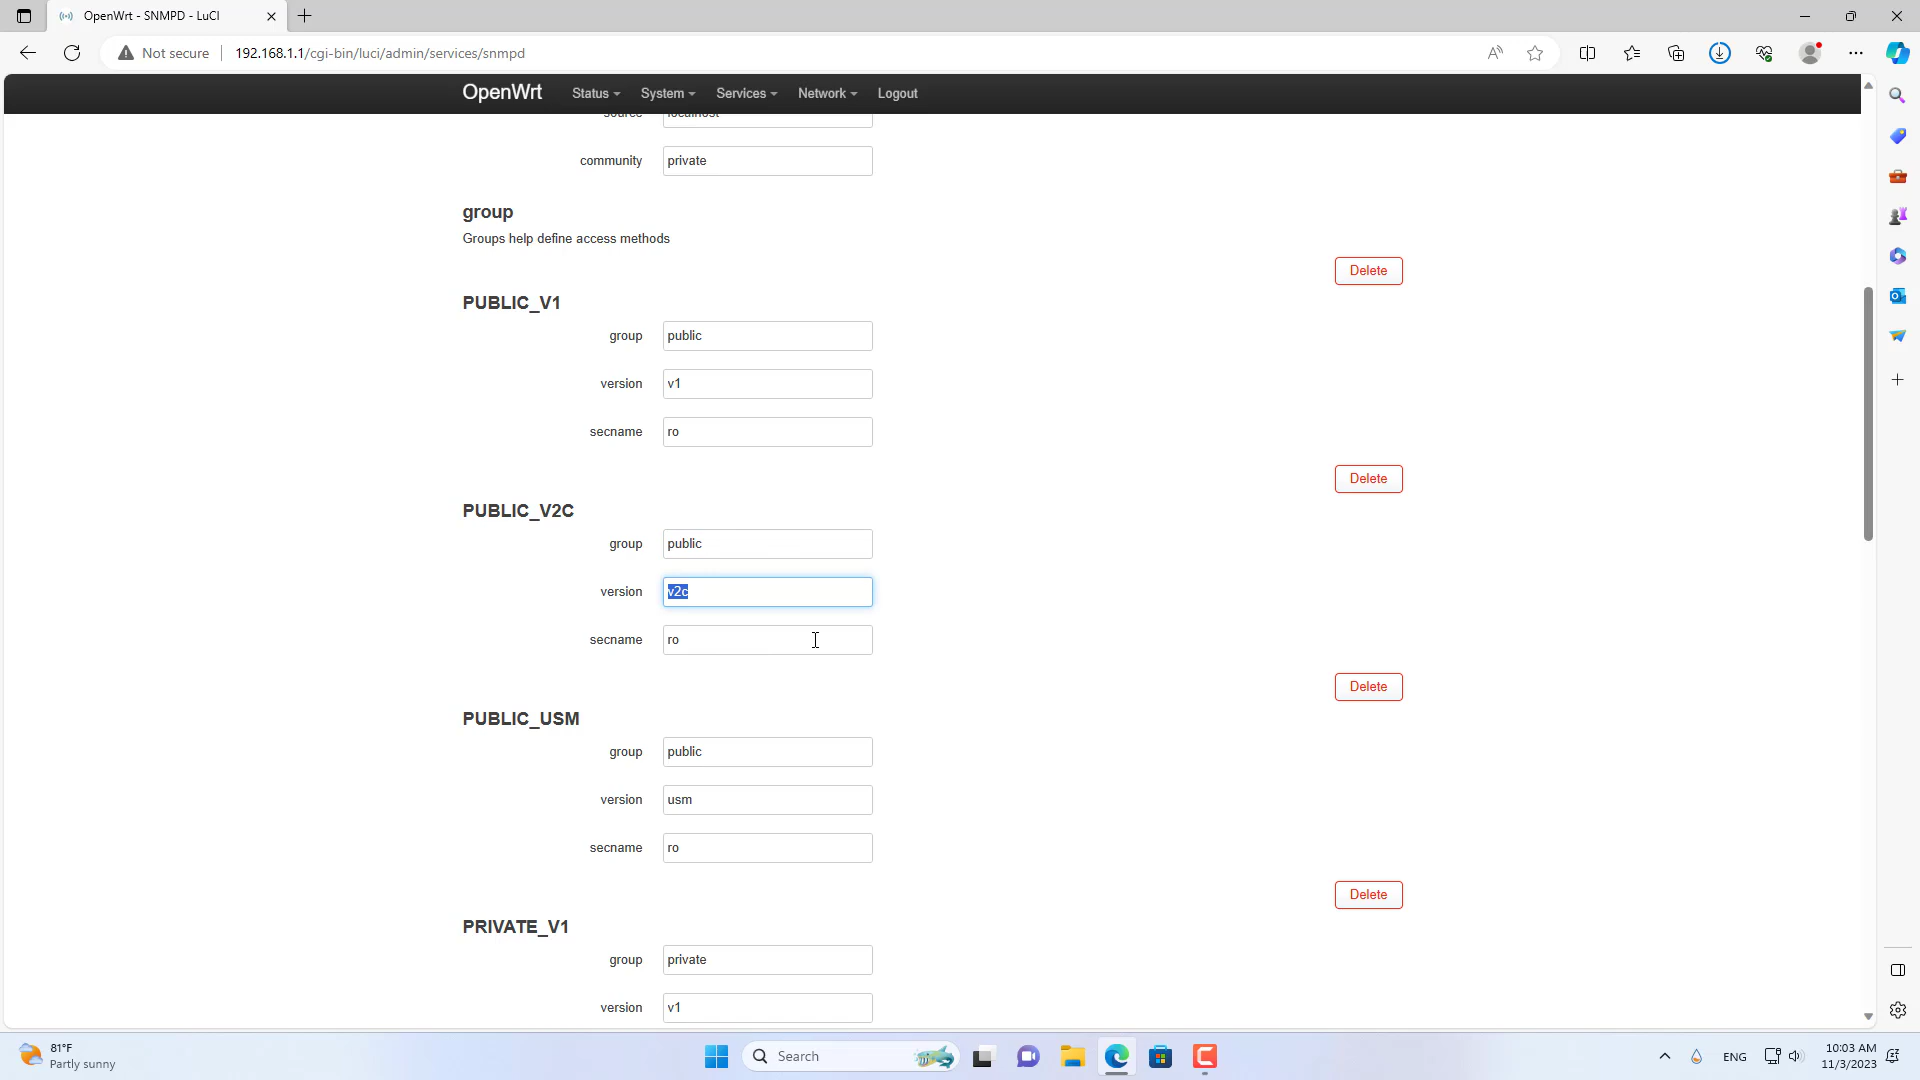 OpenWrt - SNMPD - LuCI
Not secure
192.168.1.1/cgi-bin/luci/admin/services/snmpd
OpenWrt Status System Services Network Logout
source localhost
community private
group
Groups help define access methods
Delete
PUBLIC_V1
group public
version v1
secname ro
Delete
PUBLIC_V2C
group public
version v2c
secname ro
Delete
PUBLIC_USM
group public
version usm
secname ro
Delete
PRIVATE_V1
group private
version v1
81°F
Partly sunny
Search
ENG
10:03 AM
11/3/2023